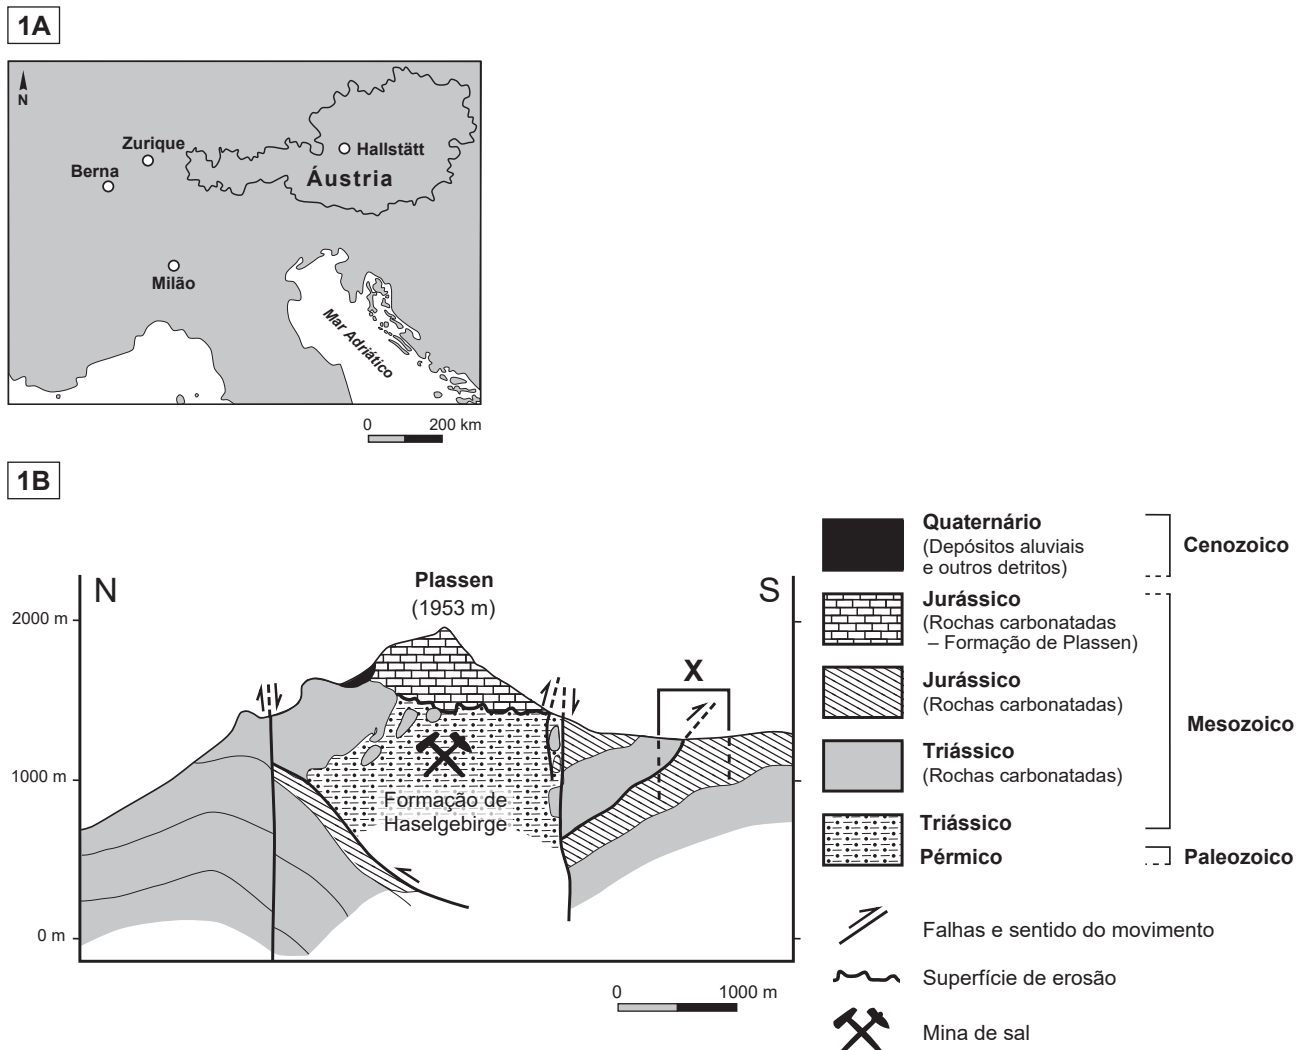 1A
N
Zurique
Berna
Hallstätt
Áustria
Milão
Mar Adriático
0 200 km
1B
N
S
Plassen
(1953 m)
2000 m
1000 m
0 m
X
Formação de
Haselgebirge
0 1000 m
Quaternário
(Depósitos aluviais
e outros detritos)
Cenozoico
Jurássico
(Rochas carbonatadas
– Formação de Plassen)
Jurássico
(Rochas carbonatadas)
Mesozoico
Triássico
(Rochas carbonatadas)
Triássico
Pérmico
Paleozoico
Falhas e sentido do movimento
Superfície de erosão
Mina de sal